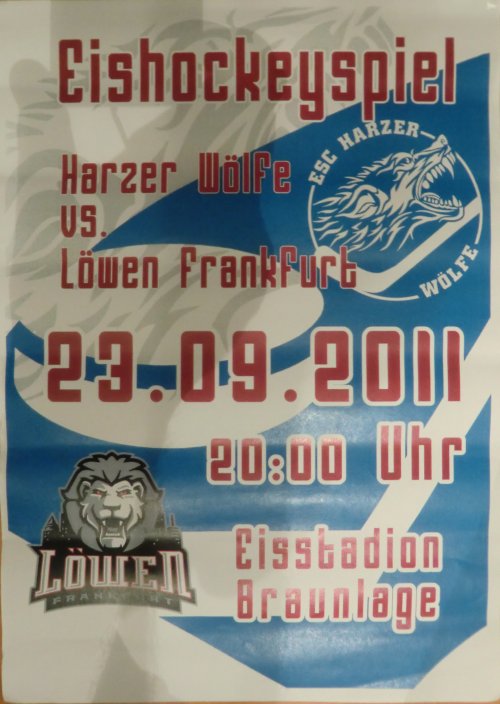 Eishockeyspiel
ESC HARZER
WÖLFE
Harzer Wölfe
vs.
Löwen Frankfurt
23.09.2011
20:00 Uhr
Eisstadion
Braunlage
LÖWEN
FRANKFURT